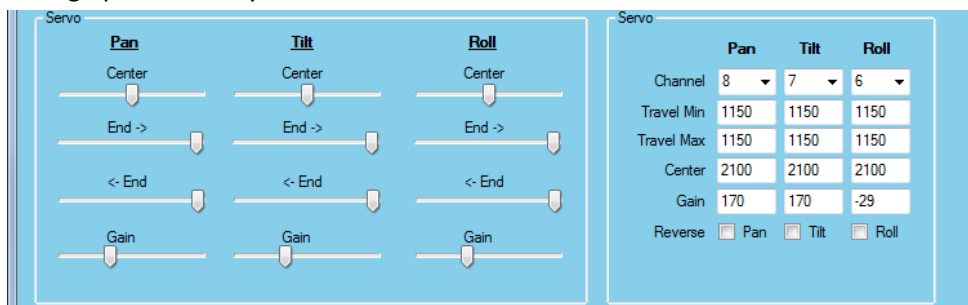 Servo
Pan Tilt Roll
Center Center Center
End -> End -> End ->
<- End <- End <- End
Gain Gain Gain
Servo
Pan Tilt Roll
Channel 8 7 6
Travel Min 1150 1150 1150
Travel Max 1150 1150 1150
Center 2100 2100 2100
Gain 170 170 -29
Reverse Pan Tilt Roll